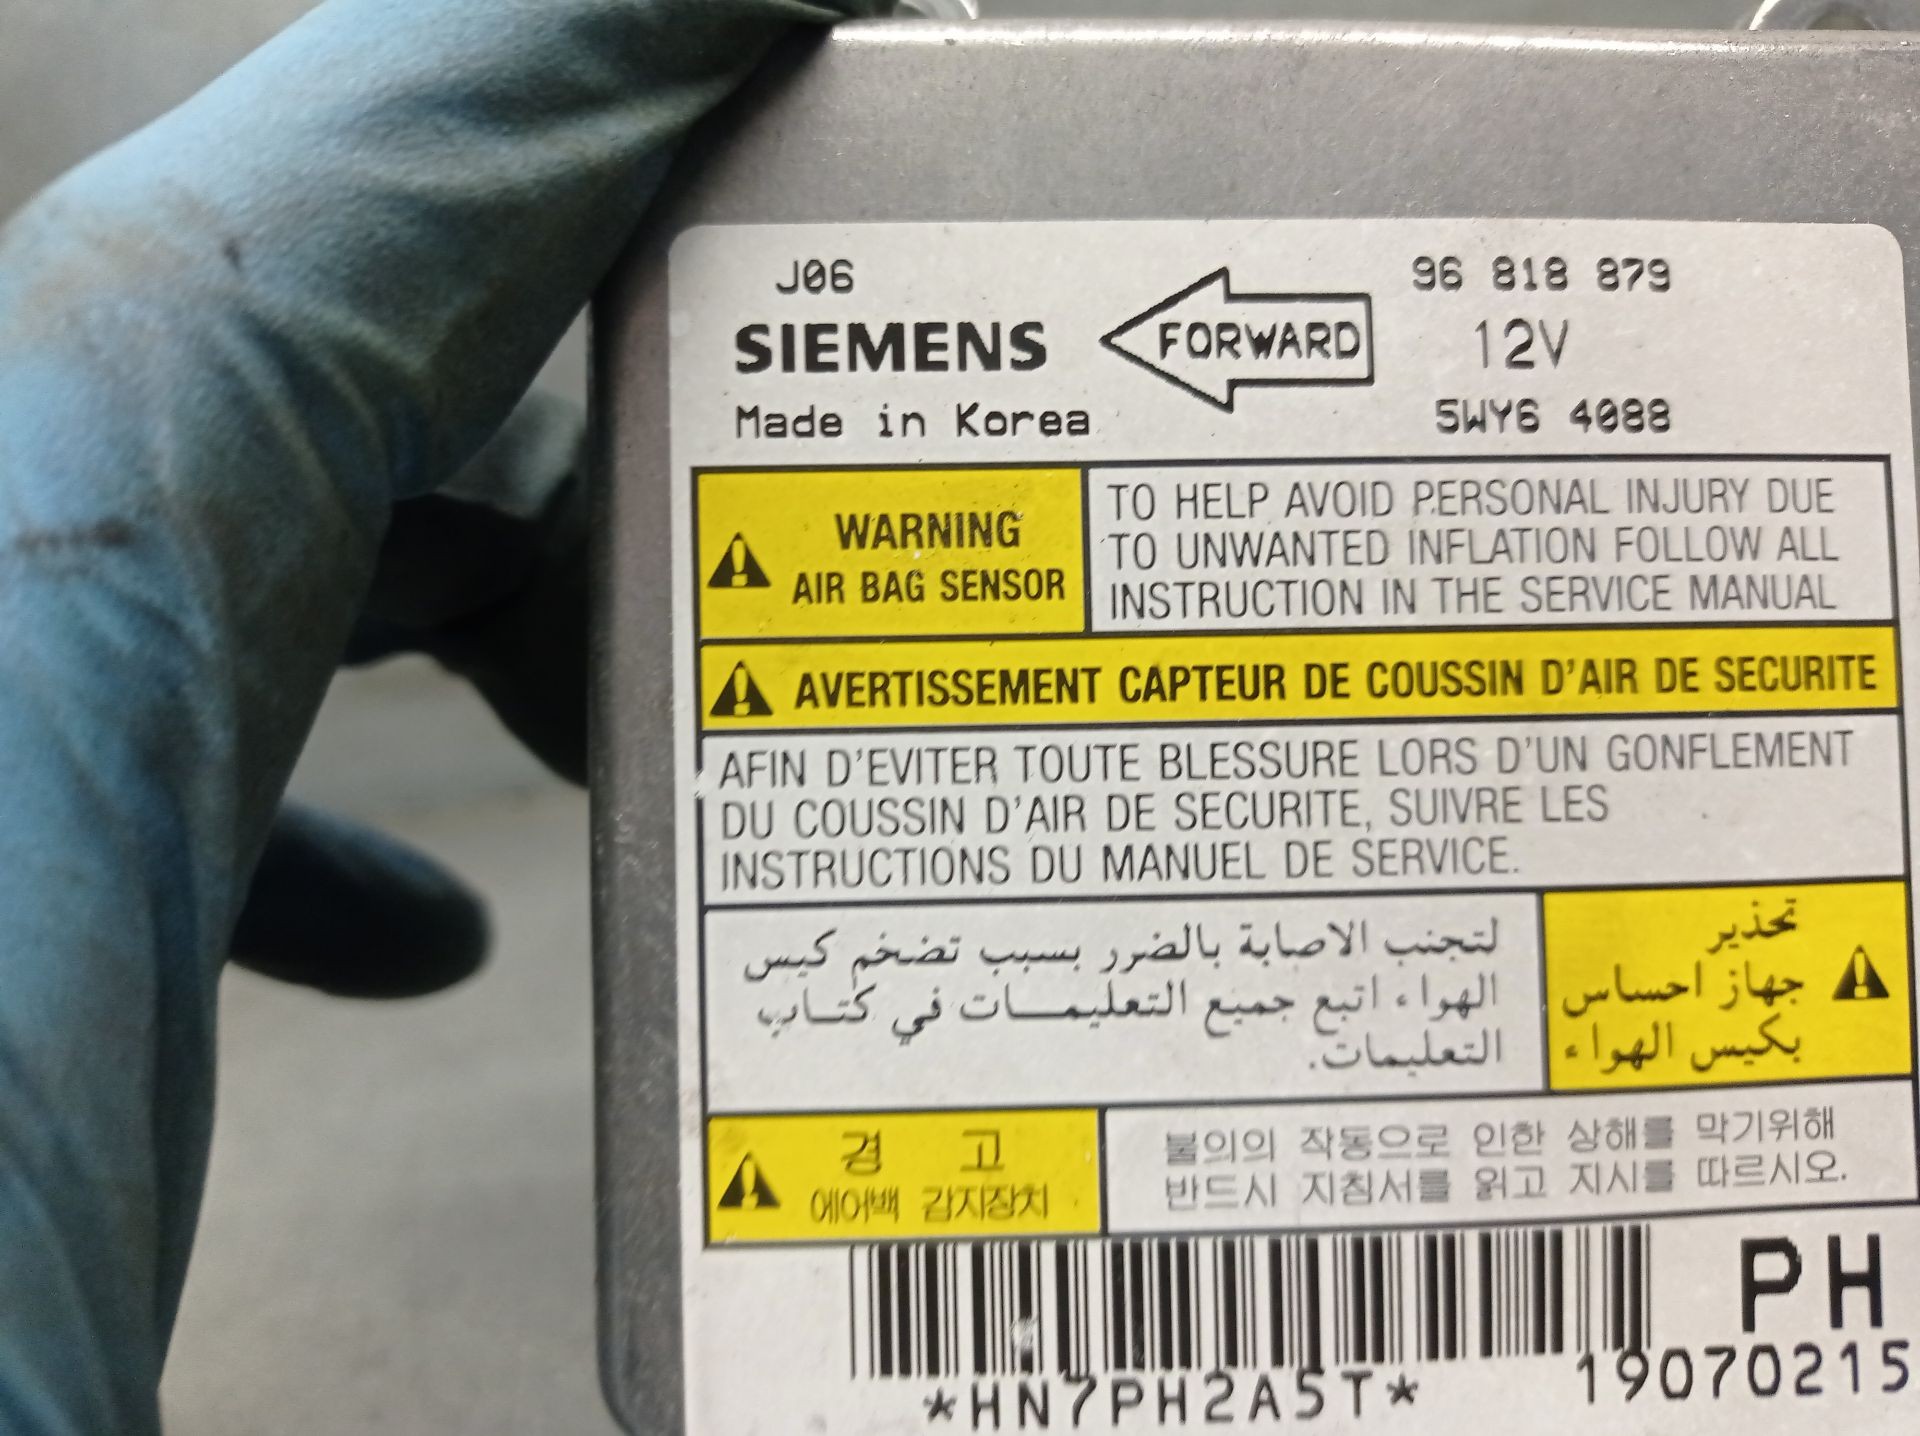 J06
SIEMENS
Made in Korea
FORWARD
96 818 879
12V
5WY6 4088
WARNING
AIR BAG SENSOR
TO HELP AVOID PERSONAL INJURY DUE
TO UNWANTED INFLATION FOLLOW ALL
INSTRUCTION IN THE SERVICE MANUAL
AVERTISSEMENT CAPTEUR DE COUSSIN D'AIR DE SECURITE
AFIN D'EVITER TOUTE BLESSURE LORS D'UN GONFLEMENT
DU COUSSIN D'AIR DE SECURITE, SUIVRE LES
INSTRUCTIONS DU MANUEL DE SERVICE.
تحذير
جهاز احساس
بكيس الهواء
لتجنب الاصابة بالضرر بسبب تضخم كيس
الهواء اتبع جميع التعليمــات في كتــاب
التعليمات.
경 고
에어백 감지장치
불의의 작동으로 인한 상해를 막기위해
반드시 지침서를 읽고 지시를 따르시오.
PH
*HN7PH2A5T*
19070215